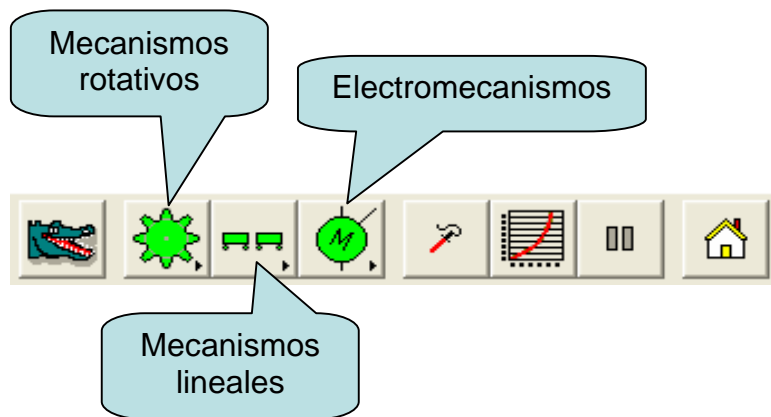 Mecanismos
rotativos
Electromecanismos
M
Mecanismos
lineales